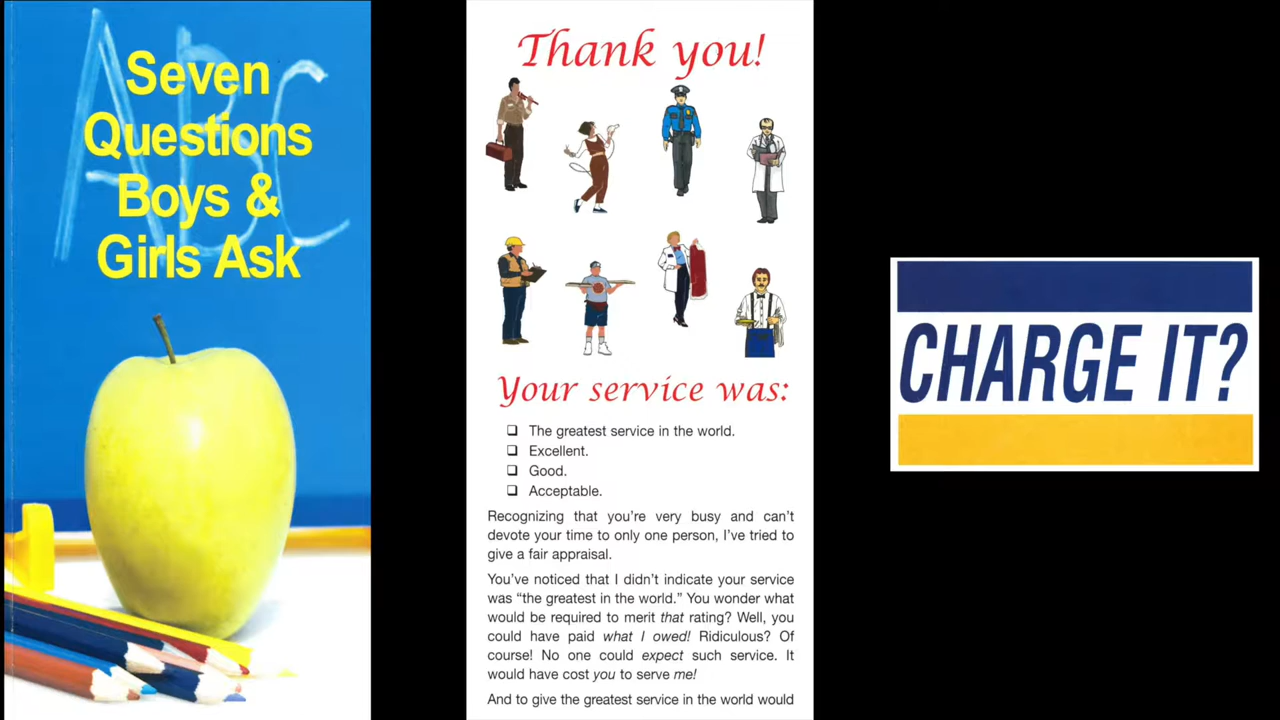 ABC
Seven
Questions
Boys &
Girls Ask
Thank you!
Your service was:
❑ The greatest service in the world.
❑ Excellent.
❑ Good.
❑ Acceptable.
Recognizing that you're very busy and can't
devote your time to only one person, I've tried to
give a fair appraisal.
You've noticed that I didn't indicate your service
was “the greatest in the world.” You wonder what
would be required to merit that rating? Well, you
could have paid what I owed! Ridiculous? Of
course! No one could expect such service. It
would have cost you to serve me!
And to give the greatest service in the world would
CHARGE IT?